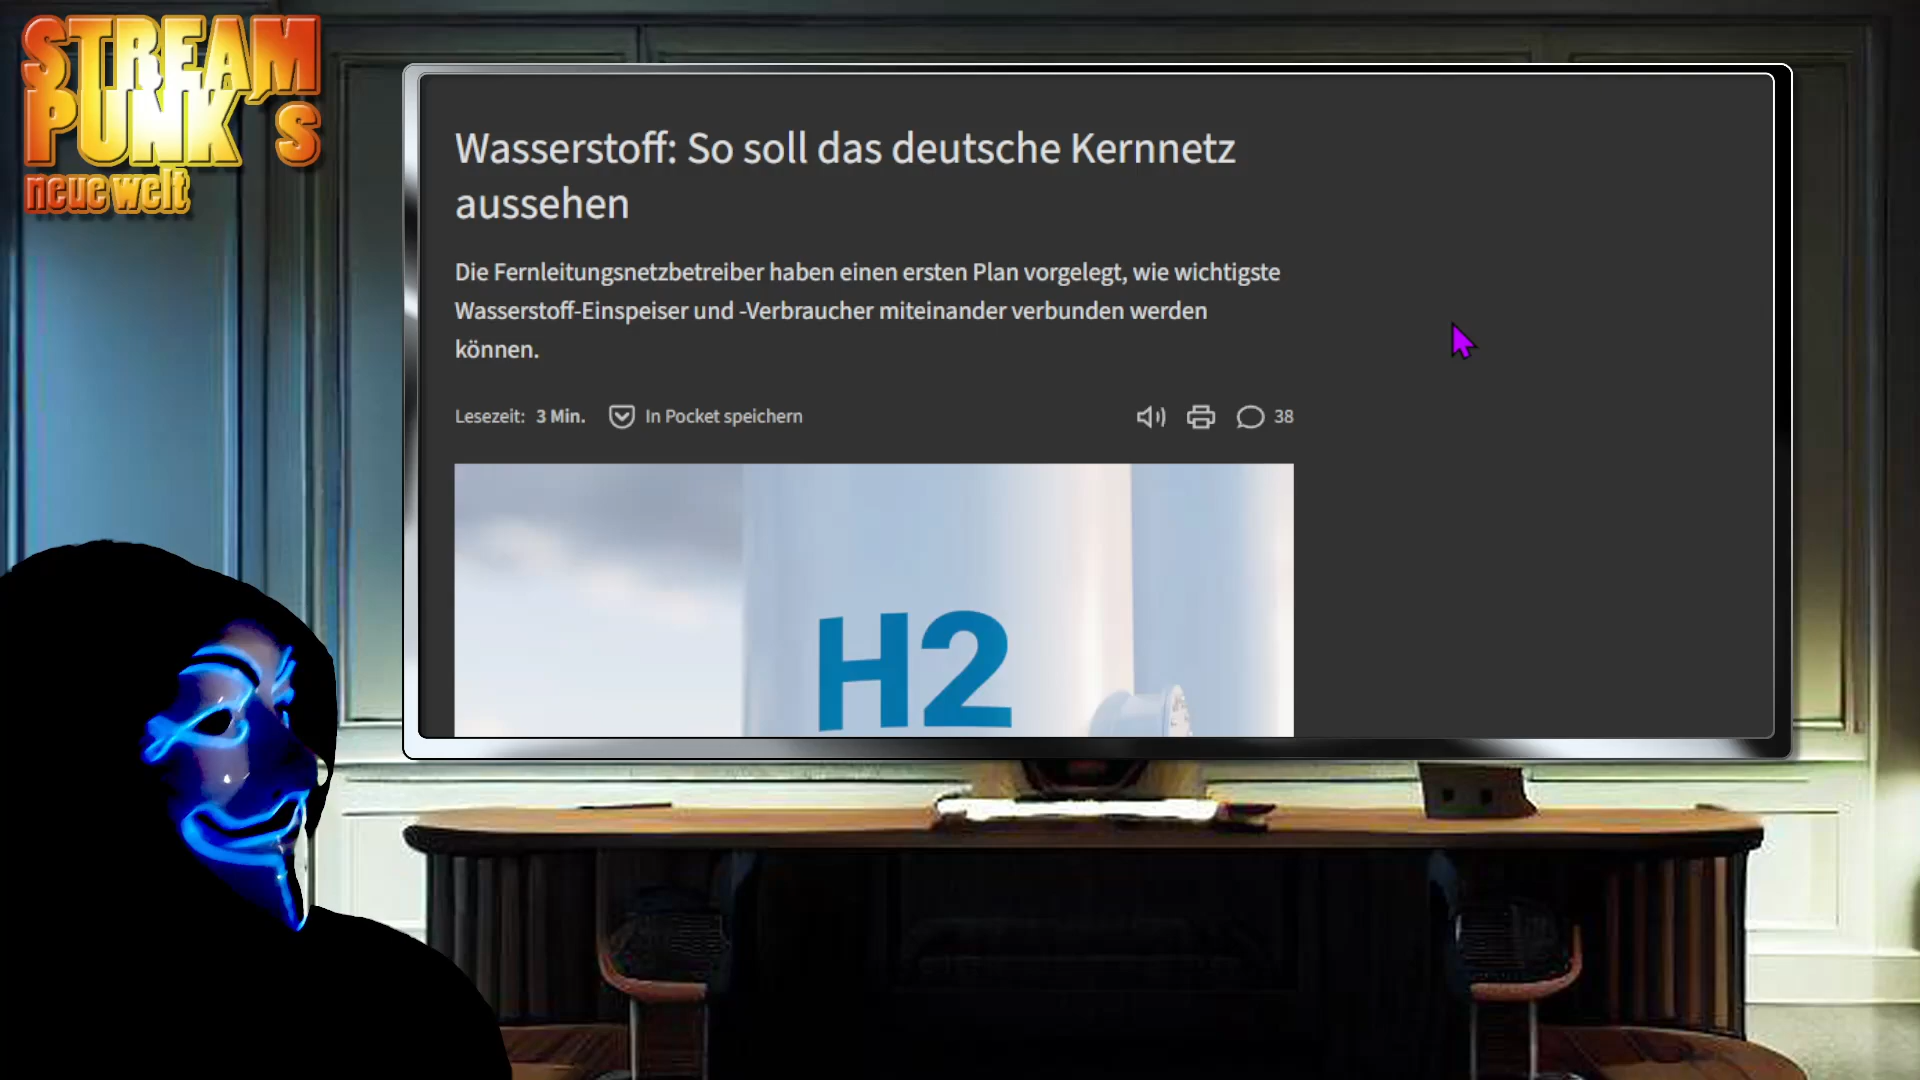 STREAM
PUNK´s
neue welt
Wasserstoff: So soll das deutsche Kernnetz
aussehen
Die Fernleitungsnetzbetreiber haben einen ersten Plan vorgelegt, wie wichtigste
Wasserstoff-Einspeiser und -Verbraucher miteinander verbunden werden
können.
Lesezeit: 3 Min. In Pocket speichern 38
H2